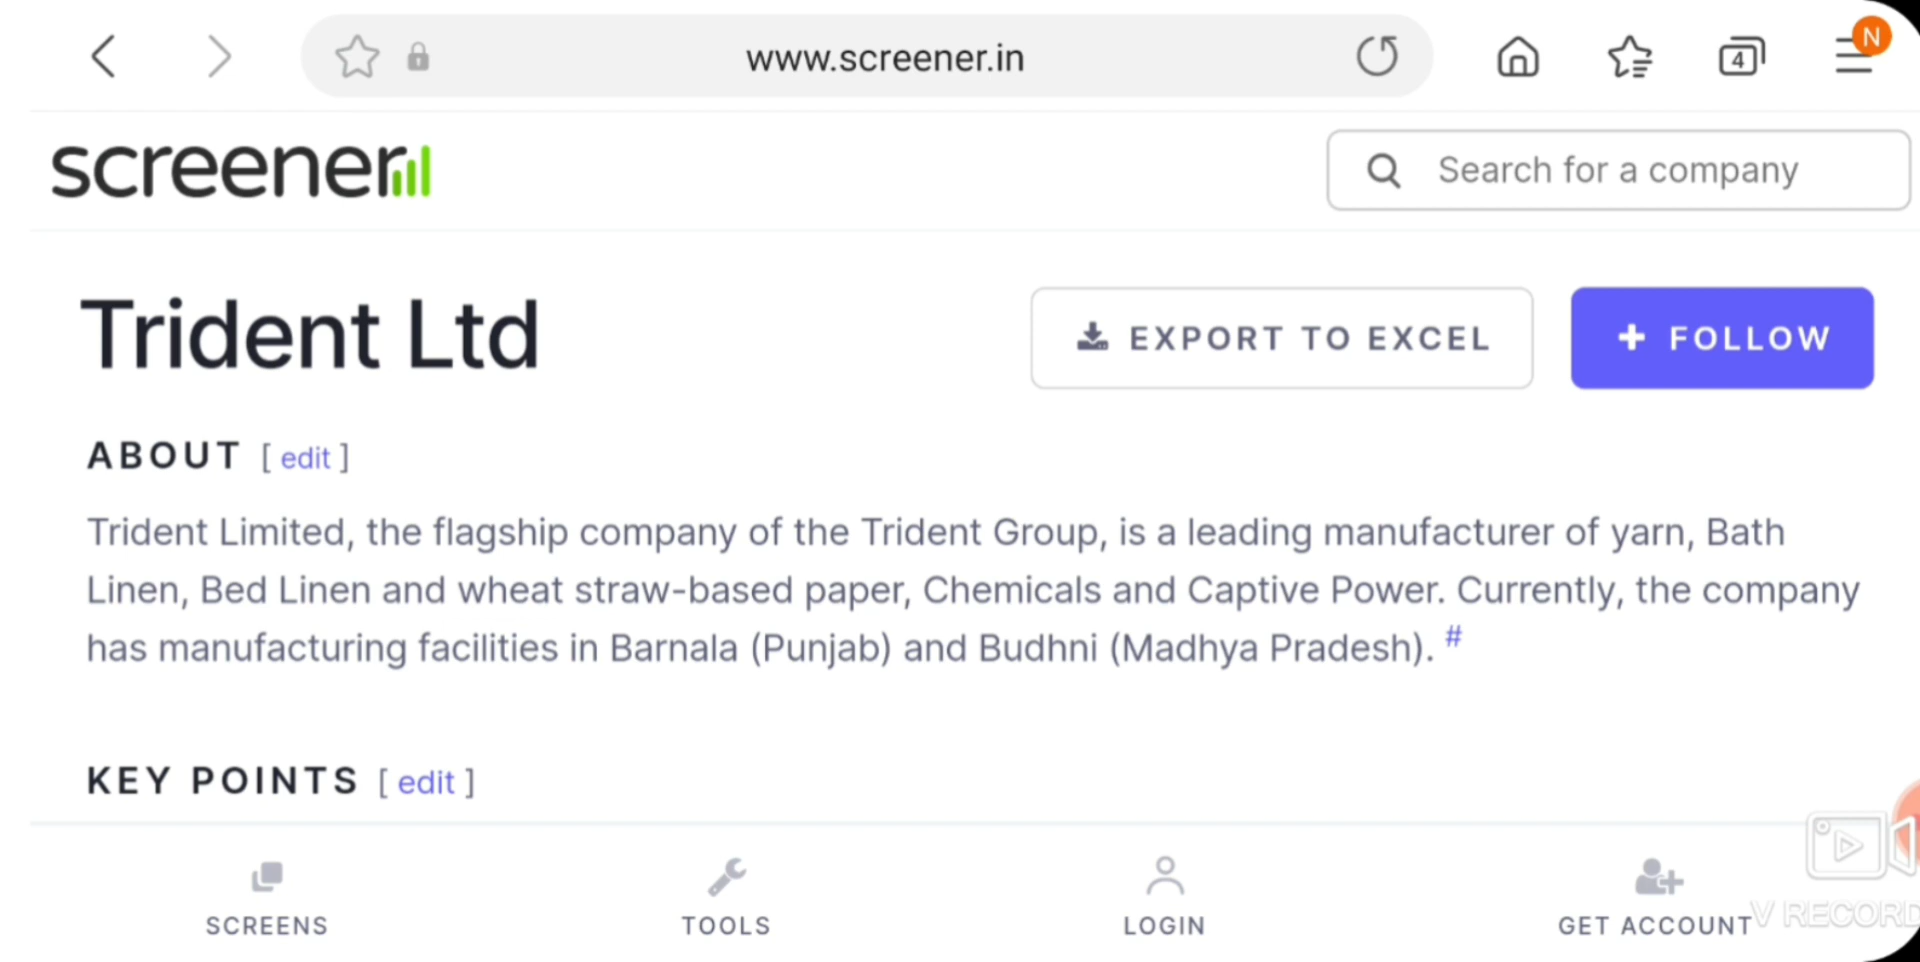 www.screener.in
4
N
screener
Search for a company
Trident Ltd
EXPORT TO EXCEL
+ FOLLOW
ABOUT [ edit ]
Trident Limited, the flagship company of the Trident Group, is a leading manufacturer of yarn, Bath
Linen, Bed Linen and wheat straw-based paper, Chemicals and Captive Power. Currently, the company
has manufacturing facilities in Barnala (Punjab) and Budhni (Madhya Pradesh). #
KEY POINTS [ edit ]
SCREENS
TOOLS
LOGIN
GET ACCOUNT
V RECORD